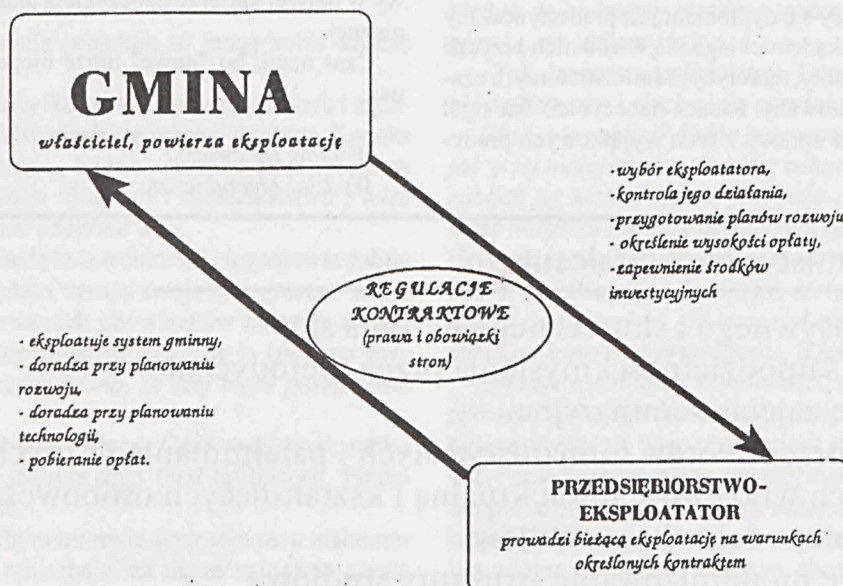 GMINA
właściciel, powierza eksploatację
- wybór eksploatatora,
- kontrola jego działania,
- przygotowanie planów rozwoju
- określenie wysokości opłaty,
- zapewnienie środków
inwestycyjnych
REGULACJE
KONTRAKTOWE
(prawa i obowiązki
stron)
- eksploatuje system gminny,
- doradza przy planowaniu
rozwoju,
- doradza przy planowaniu
technologii,
- pobieranie opłat.
PRZEDSIĘBIORSTWO-
EKSPLOATATOR
prowadzi bieżącą eksploatację na warunkach
określonych kontraktem